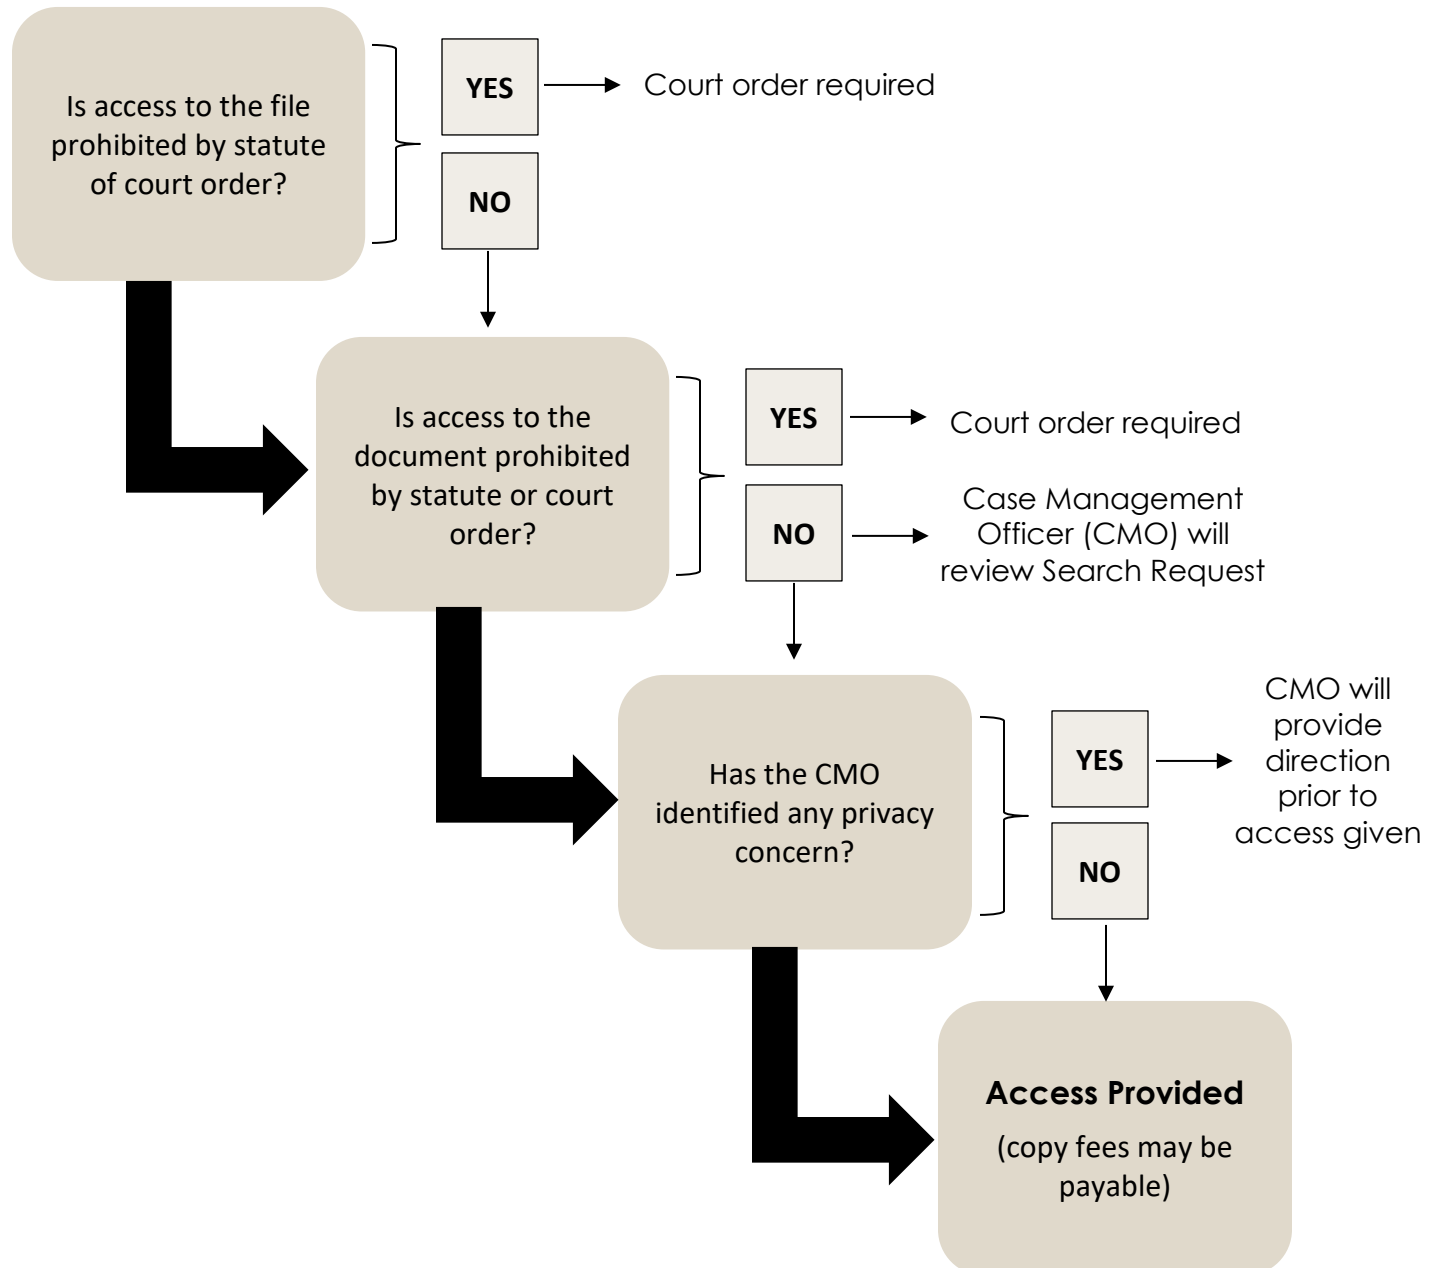 Is access to the file
prohibited by statute
of court order?
YES
Court order required
NO
Is access to the
document prohibited
by statute or court
order?
YES
Court order required
NO
Case Management
Officer (CMO) will
review Search Request
Has the CMO
identified any privacy
concern?
YES
CMO will
provide
direction
prior to
access given
NO
Access Provided
(copy fees may be
payable)